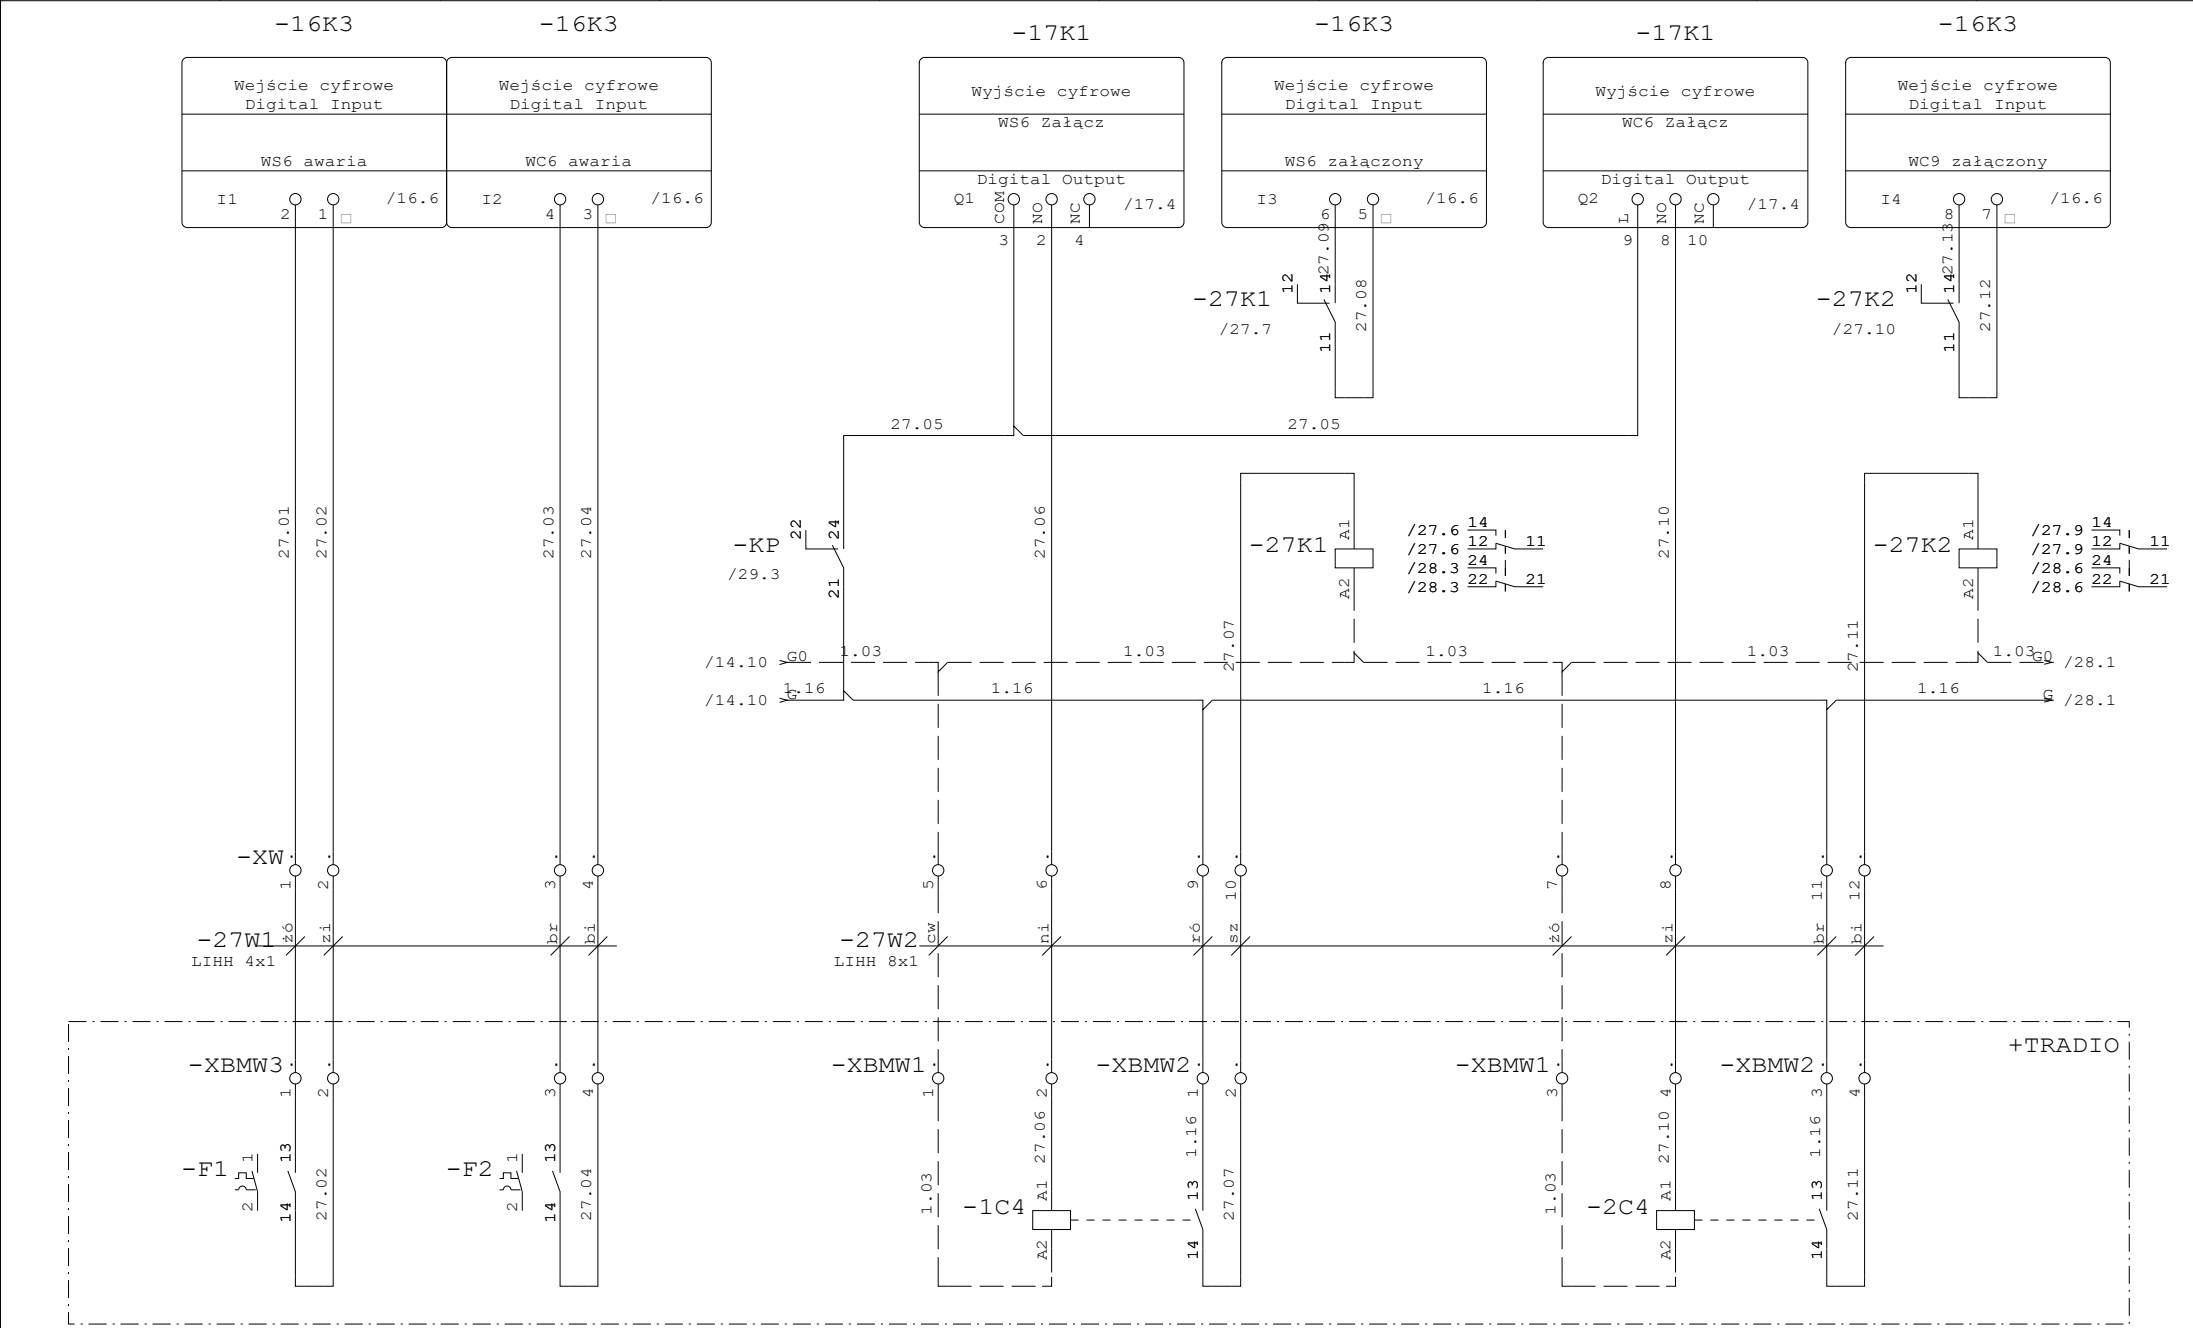 -16K3
-16K3
-17K1
-16K3
-17K1
-16K3
Wejście cyfrowe
Digital Input
WS6 awaria
I1
2
1
/16.6
Wejście cyfrowe
Digital Input
WC6 awaria
I2
4
3
/16.6
Wyjście cyfrowe
WS6 Załącz
Digital Output
Q1
COM
NO
NC
/17.4
3
2
4
Wejście cyfrowe
Digital Input
WS6 załączony
I3
6
5
/16.6
Wyjście cyfrowe
WC6 Załącz
Digital Output
Q2
L
NO
NC
/17.4
9
8
10
Wejście cyfrowe
Digital Input
WC9 załączony
I4
8
7
/16.6
27.09
-27K1
/27.7
12
14
11
27.08
27.13
-27K2
/27.10
12
14
11
27.12
27.05
27.05
27.01
27.02
27.03
27.04
-KP
/29.3
22
24
21
27.06
27.07
-27K1
A1
A2
/27.6 14
/27.6 12 11
/28.3 24
/28.3 22 21
27.10
27.11
-27K2
A1
A2
/27.9 14
/27.9 12 11
/28.6 24
/28.6 22 21
/14.10
G0
1.03
1.03
1.03
1.03
1.03
G0
/28.1
/14.10
G
1.16
1.16
1.16
1.16
G
/28.1
-XW
1
2
3
4
5
6
9
10
7
8
11
12
-27W1
LIHH 4x1
żó
zi
br
bi
-27W2
LIHH 8x1
cw
ni
ró
sz
żó
zi
br
bi
+TRADIO
-XBMW3
1
2
3
4
-XBMW1
1
2
-XBMW2
1
2
-XBMW1
3
4
-XBMW2
3
4
-F1
1
2
13
14
27.02
-F2
1
2
13
14
27.04
1.03
27.06
-1C4
A1
A2
1.16
13
14
27.07
1.03
27.10
-2C4
A1
A2
1.16
13
14
27.11